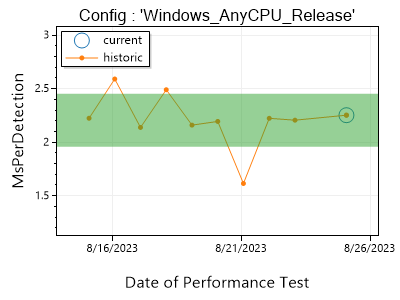 Config : 'Windows_AnyCPU_Release'
current
historic
3
2.5
2
1.5
MsPerDetection
8/16/2023
8/21/2023
8/26/2023
Date of Performance Test